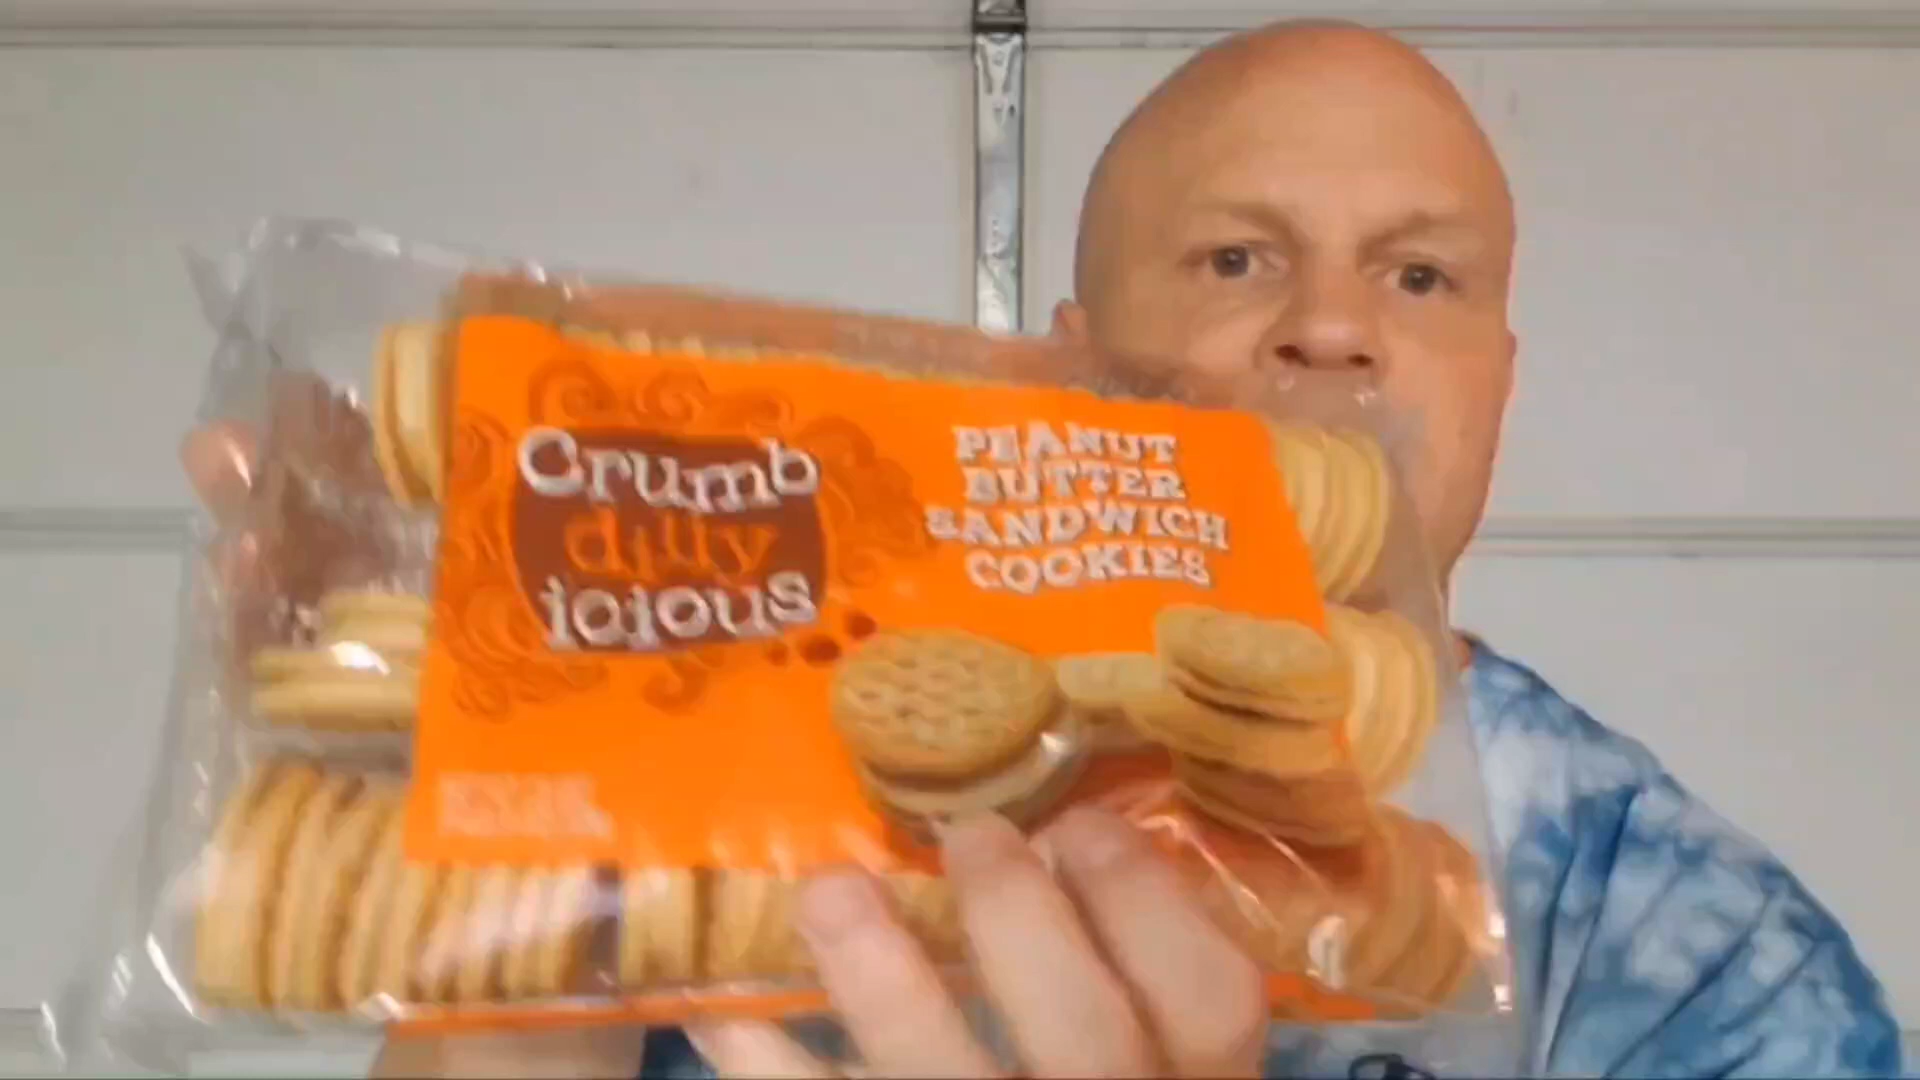 Crumb
dilly
icious
PEANUT
BUTTER
SANDWICH
COOKIES